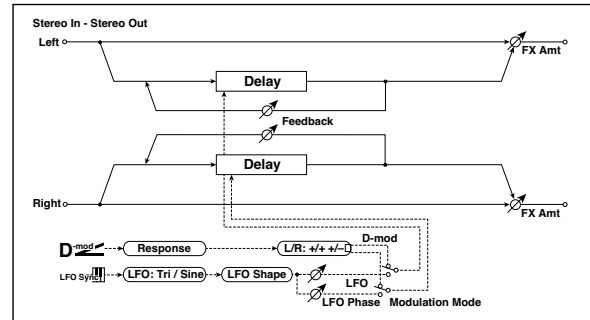 Stereo In - Stereo Out
Left
FX Amt
Delay
Feedback
Delay
Right
FX Amt
D-mod
Response
L/R: +/+ +/–
D-mod
LFO Sync
LFO: Tri / Sine
LFO Shape
LFO
LFO Phase
Modulation Mode